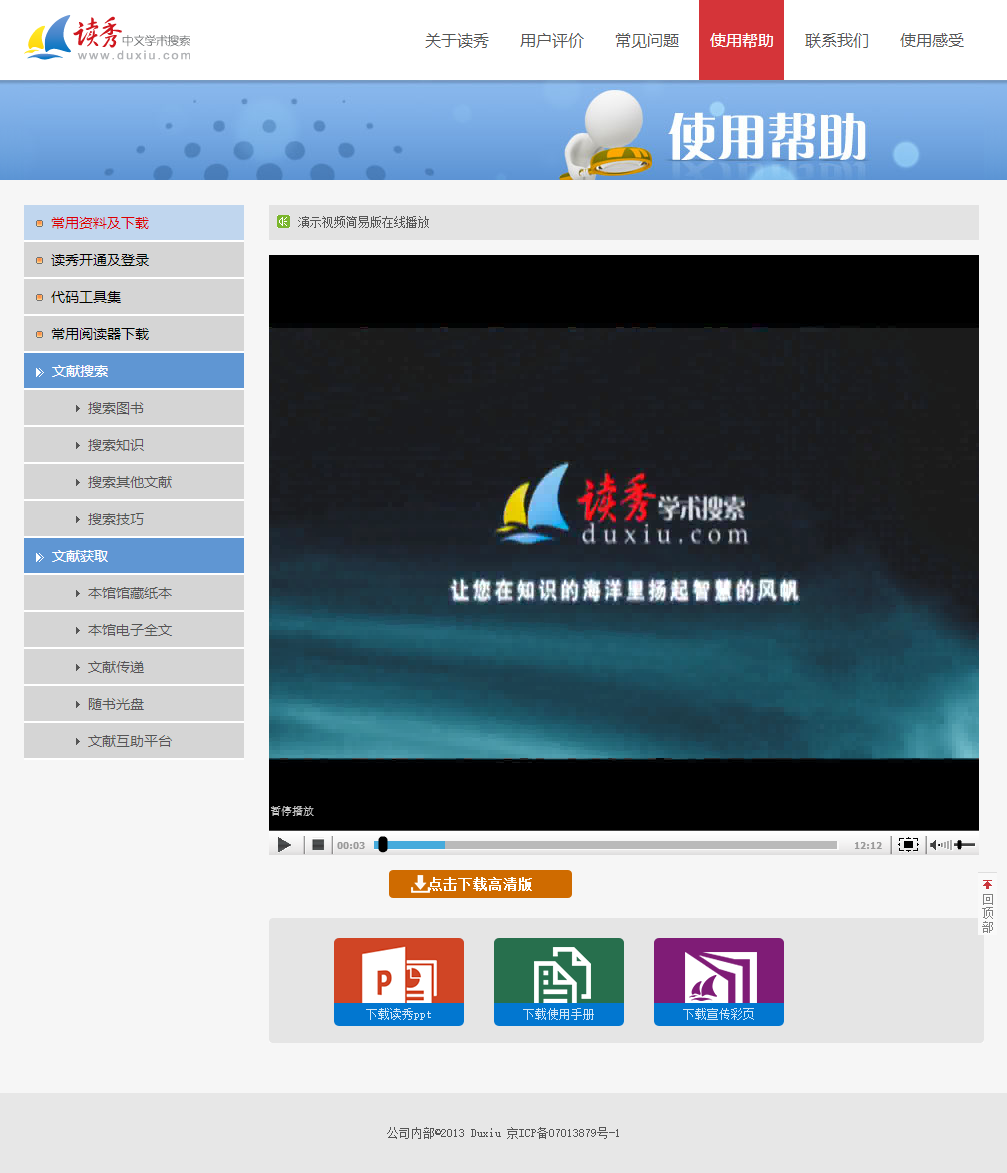 读秀中文学术搜索
www.duxiu.com
关于读秀 用户评价 常见问题 使用帮助 联系我们 使用感受
使用帮助
常用资料及下载
读秀开通及登录
代码工具集
常用阅读器下载
文献搜索
搜索图书
搜索知识
搜索其他文献
搜索技巧
文献获取
本馆馆藏纸本
本馆电子全文
文献传递
随书光盘
文献互助平台
演示视频简易版在线播放
读秀学术搜索
duxiu.com
让您在知识的海洋里扬起智慧的风帆
暂停播放
00:03 12:12
点击下载高清版
P
下载读秀ppt 下载使用手册 下载宣传彩页
回顶部
公司内部©2013 Duxiu 京ICP备07013879号-1